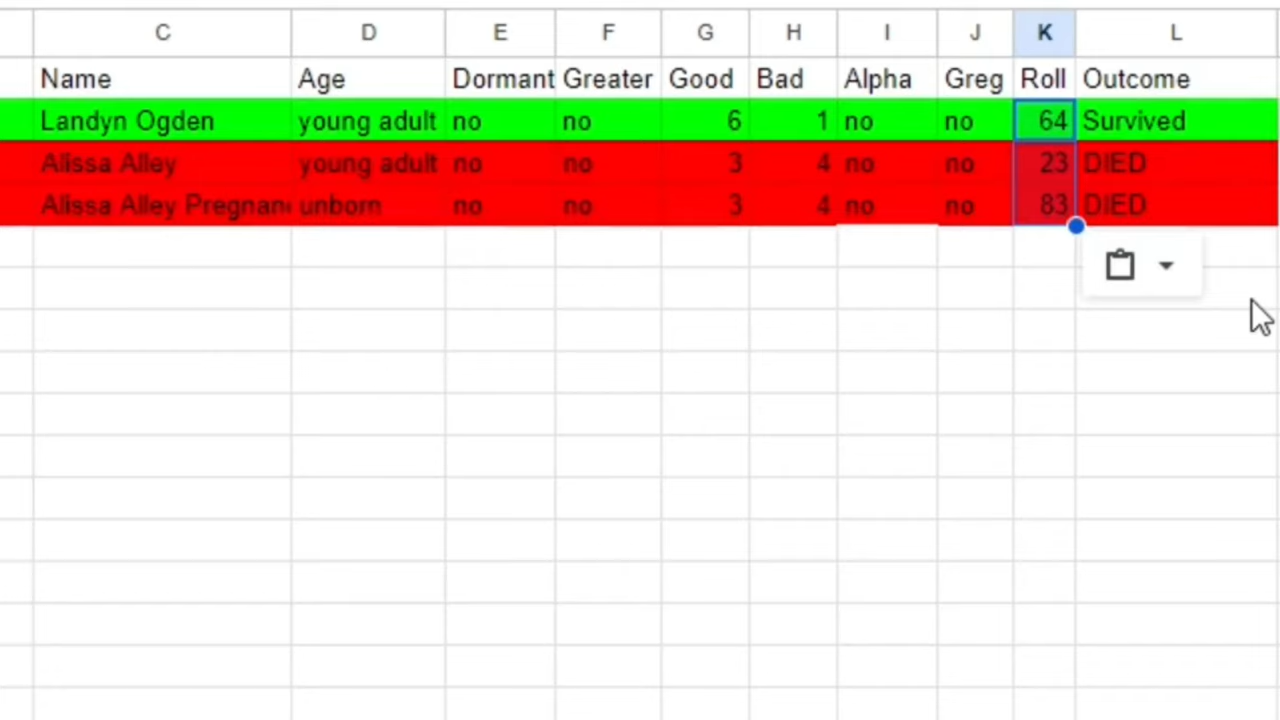 C D E F G H I J K L
Name Age Dormant Greater Good Bad Alpha Greg Roll Outcome
Landyn Ogden young adult no no 6 1 no no 64 Survived
Alissa Alley young adult no no 3 4 no no 23 DIED
Alissa Alley Pregnan unborn no no 3 4 no no 83 DIED